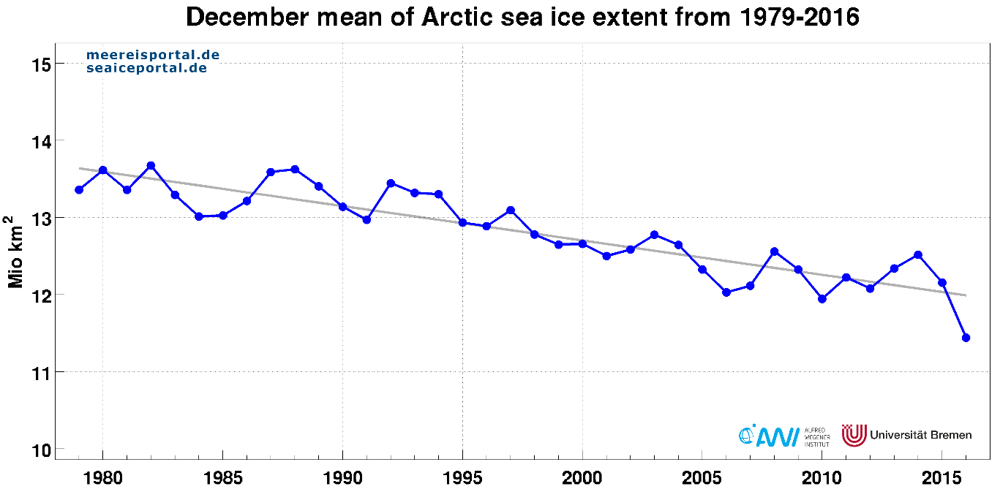 December mean of Arctic sea ice extent from 1979-2016
meereisportal.de
seaiceportal.de
15
14
13
12
11
10
Mio km²
1980
1985
1990
1995
2000
2005
2010
2015
AWI
ALFRED
WEGENER
INSTITUT
Universität Bremen